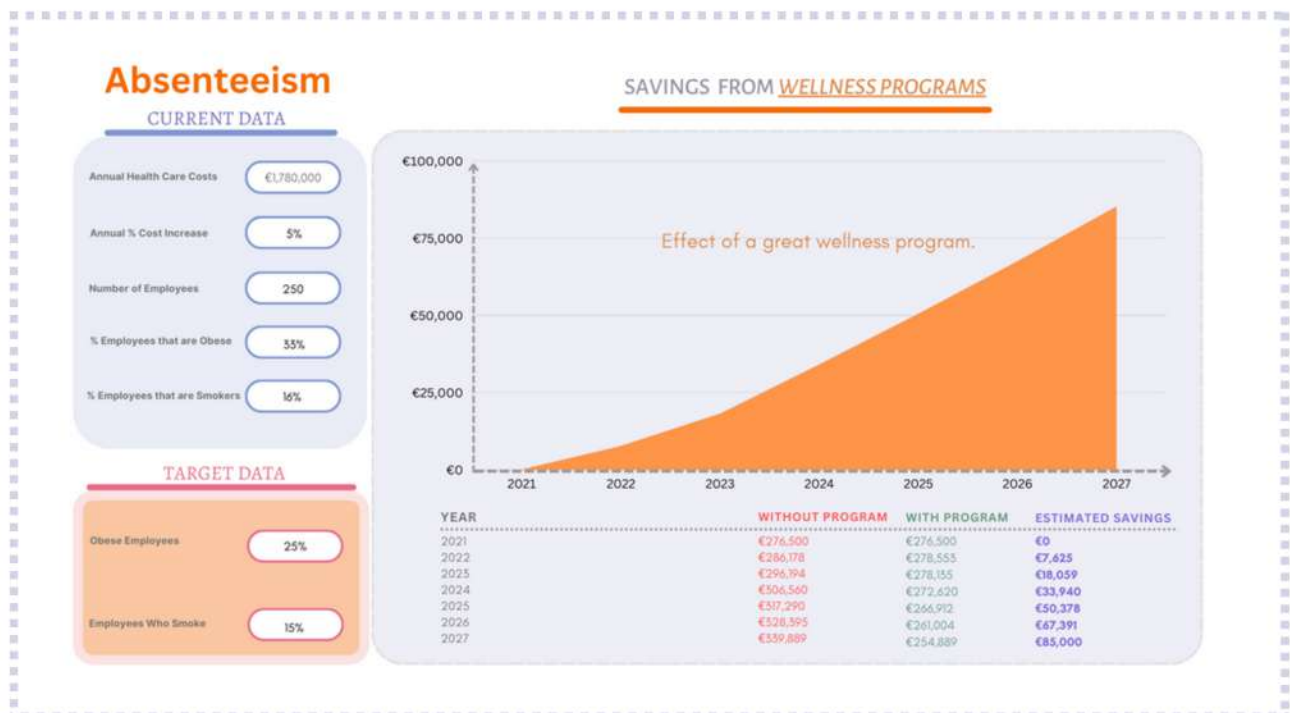 Absenteeism
CURRENT DATA
Annual Health Care Costs €1,780,000
Annual % Cost Increase 5%
Number of Employees 250
% Employees that are Obese 33%
% Employees that are Smokers 16%
TARGET DATA
Obese Employees 25%
Employees Who Smoke 15%
SAVINGS FROM WELLNESS PROGRAMS
€100,000
€75,000
€50,000
€25,000
€0
Effect of a great wellness program.
2021 2022 2023 2024 2025 2026 2027
YEAR WITHOUT PROGRAM WITH PROGRAM ESTIMATED SAVINGS
2021 €276,500 €276,500 €0
2022 €286,178 €278,553 €7,625
2023 €296,194 €278,135 €18,059
2024 €306,560 €272,620 €33,940
2025 €317,290 €266,912 €50,378
2026 €328,395 €261,004 €67,391
2027 €339,889 €254,889 €85,000